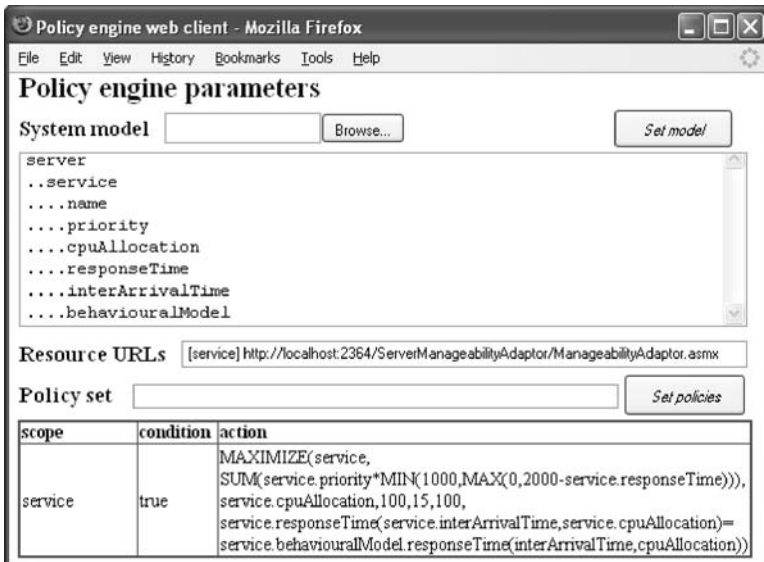 Policy engine web client - Mozilla Firefox
File Edit View History Bookmarks Tools Help
Policy engine parameters
System model Browse... Set model
server
..service
....name
....priority
....cpuAllocation
....responseTime
....interArrivalTime
....behaviouralModel
Resource URLs [service] http://localhost:2364/ServerManageabilityAdaptor/ManageabilityAdaptor.asmx
Policy set Set policies
scope condition action
MAXIMIZE(service,
SUM(service.priority*MIN(1000,MAX(0,2000-service.responseTime))),
service true service.cpuAllocation,100,15,100,
service.responseTime(service.interArrivalTime,service.cpuAllocation)=
service.behaviouralModel.responseTime(interArrivalTime,cpuAllocation))